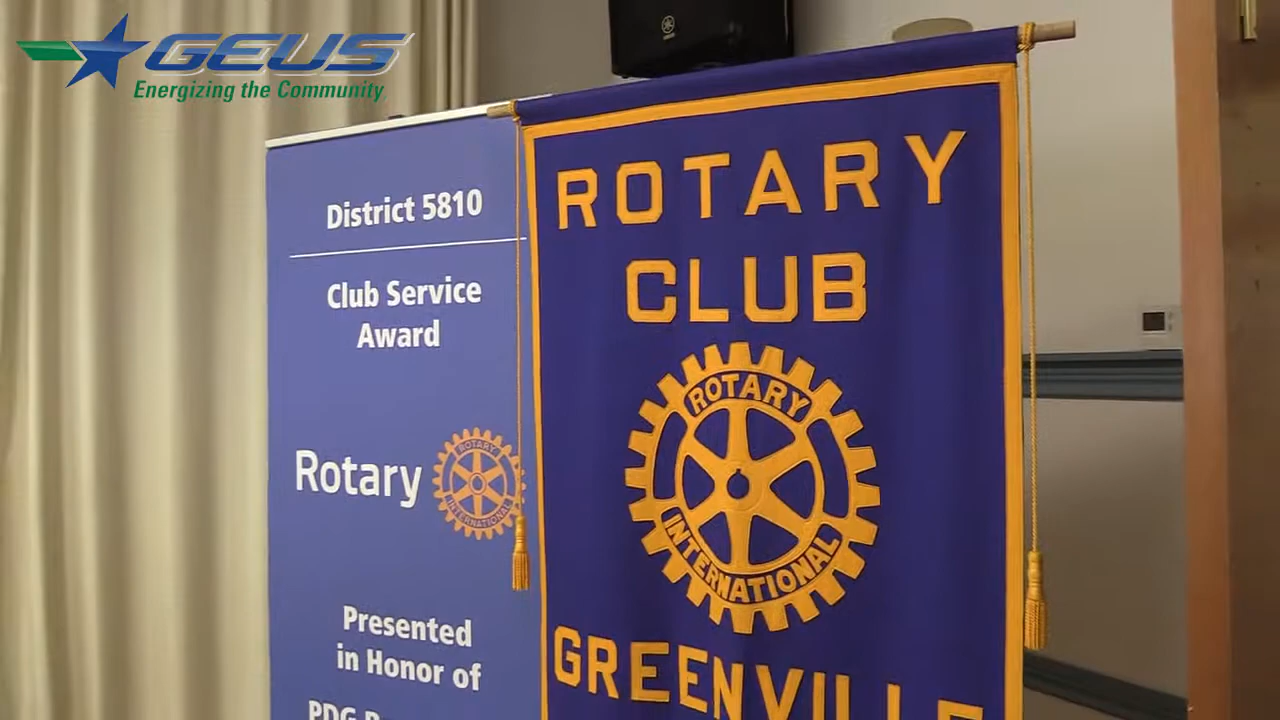 GEUS
Energizing the Community
District 5810
Club Service
Award
Rotary
ROTARY
INTERNATIONAL
Presented
in Honor of
PDG
ROTARY
CLUB
ROTARY
INTERNATIONAL
GREENVILLE